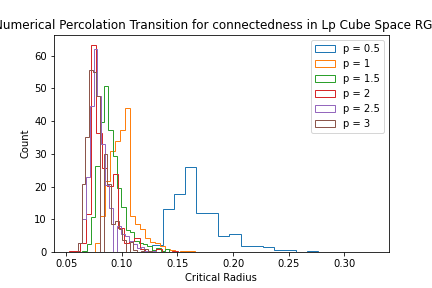 Numerical Percolation Transition for connectedness in Lp Cube Space RG
p = 0.5
p = 1
p = 1.5
p = 2
p = 2.5
p = 3
60
50
40
30
20
10
0
Count
0.05 0.10 0.15 0.20 0.25 0.30
Critical Radius